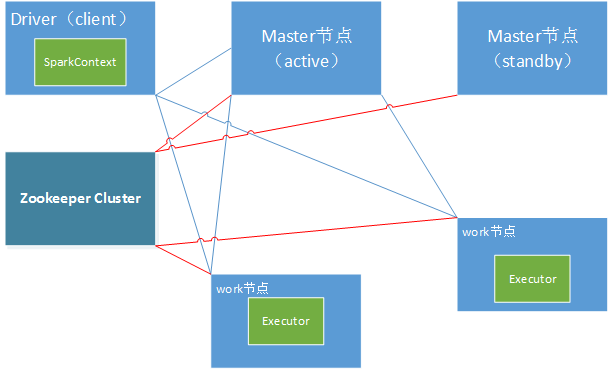 Driver（client）
SparkContext
Master节点
（active）
Master节点
（standby）
Zookeeper Cluster
work节点
Executor
work节点
Executor